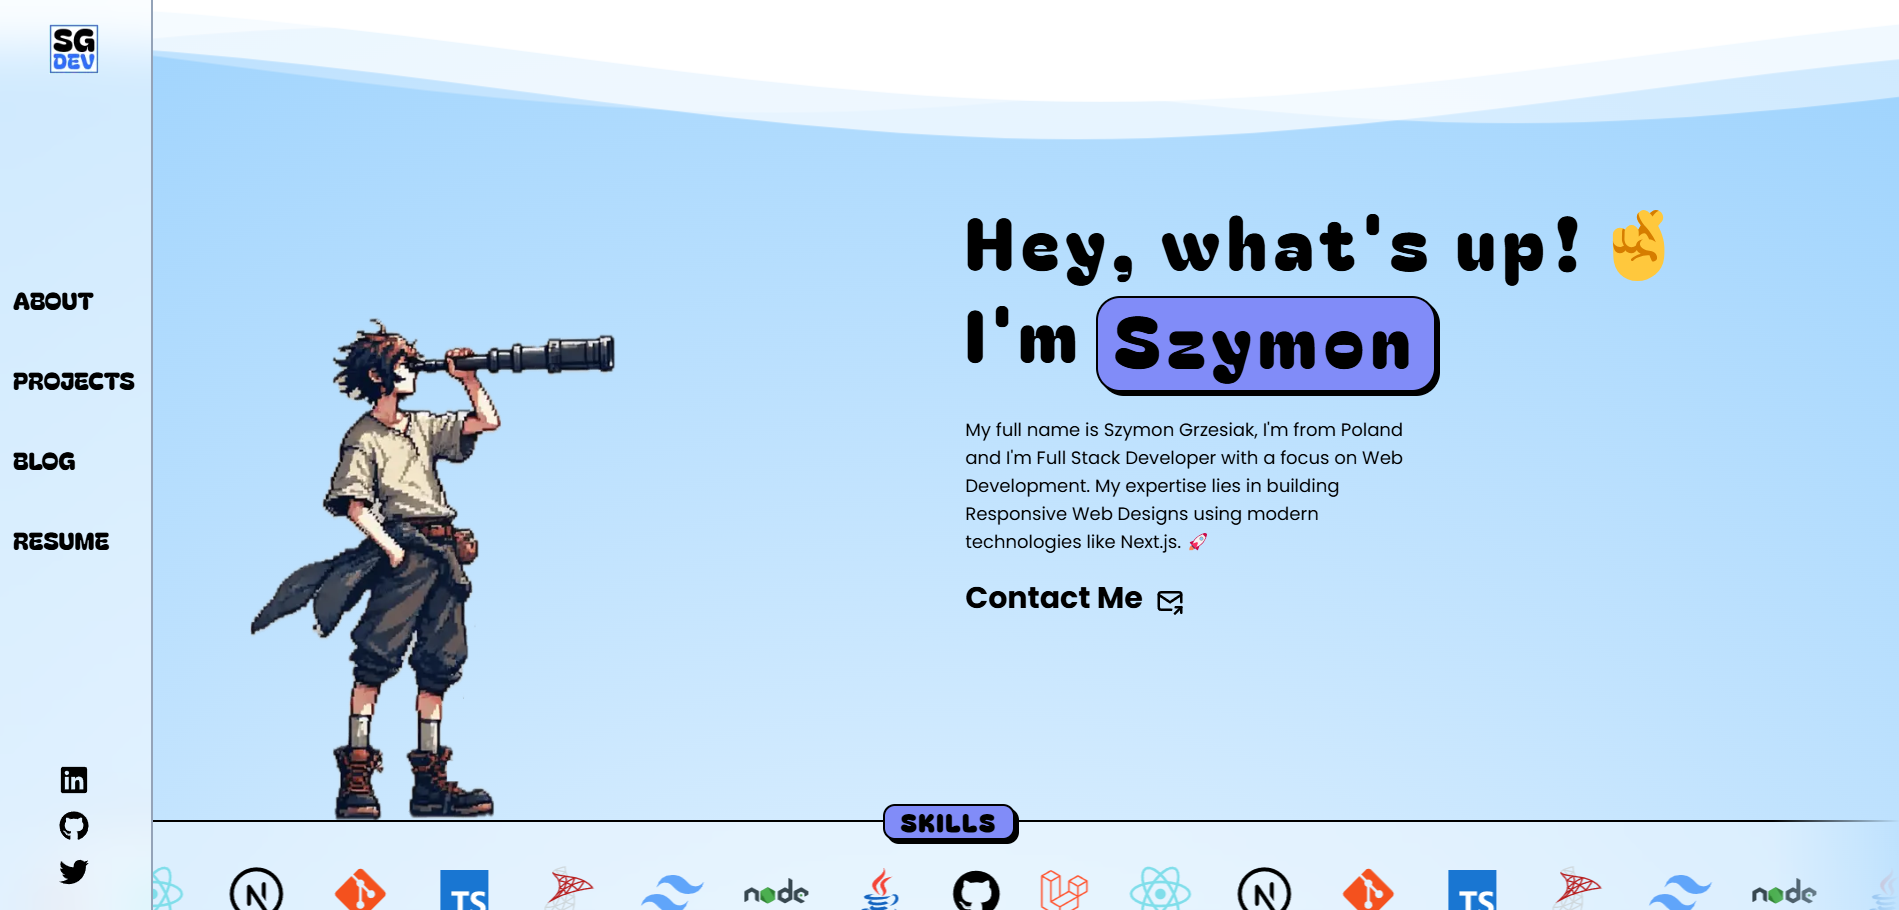 SG
DEV
ABOUT
PROJECTS
BLOG
RESUME
in
Hey, what's up! 🤞
I'm Szymon
My full name is Szymon Grzesiak, I'm from Poland
and I'm Full Stack Developer with a focus on Web
Development. My expertise lies in building
Responsive Web Designs using modern
technologies like Next.js. 🚀
Contact Me
SKILLS
N TS node N TS node